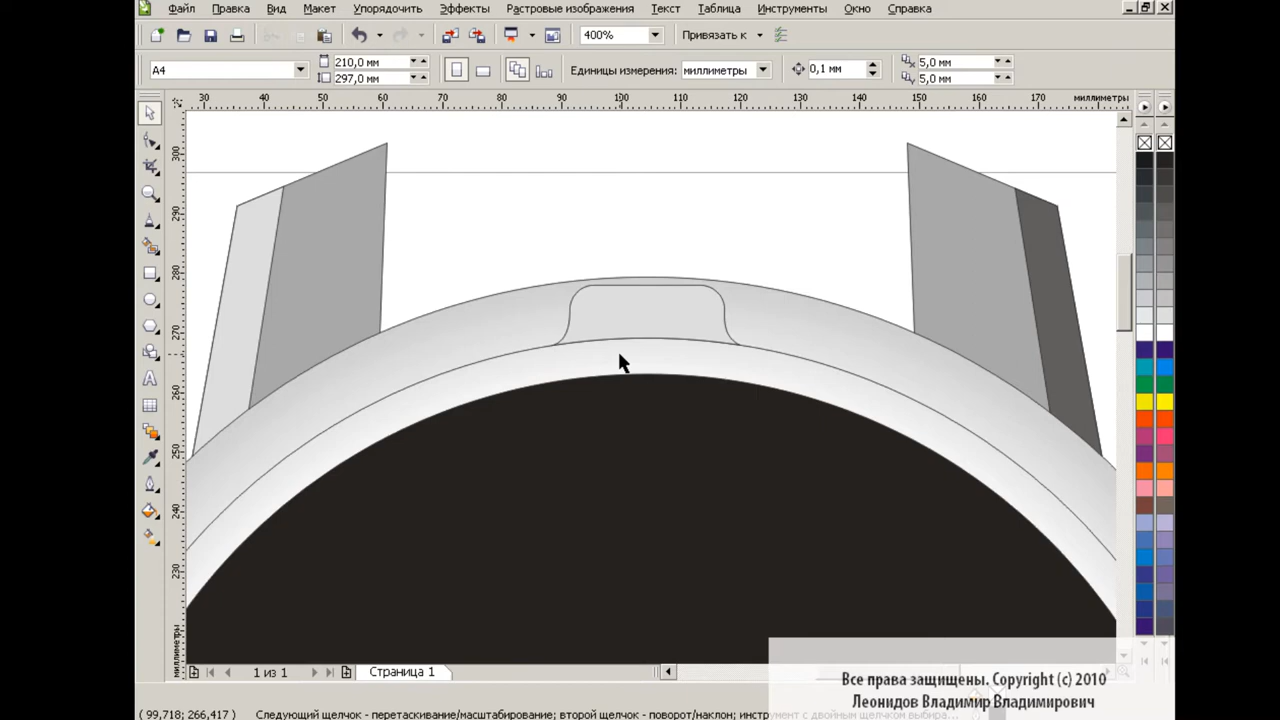 Файл Правка Вид Макет Упорядочить Эффекты Растровые изображения Текст Таблица Инструменты Окно Справка
400% Привязать к
A4 210,0 мм 297,0 мм Единицы измерения: миллиметры 0,1 мм 5,0 мм 5,0 мм
30 40 50 60 70 80 90 100 110 120 130 140 150 160 170 миллиметры
300
290
280
270
260
250
240
230
миллиметры
1 из 1 Страница 1
Все права защищены. Copyright (c) 2010
Леонидов Владимир Владимирович
( 99,718; 266,417) Следующий щелчок - перетаскивание/масштабирование; второй щелчок - поворот/наклон; инструмент с двойным щелчком выбира...